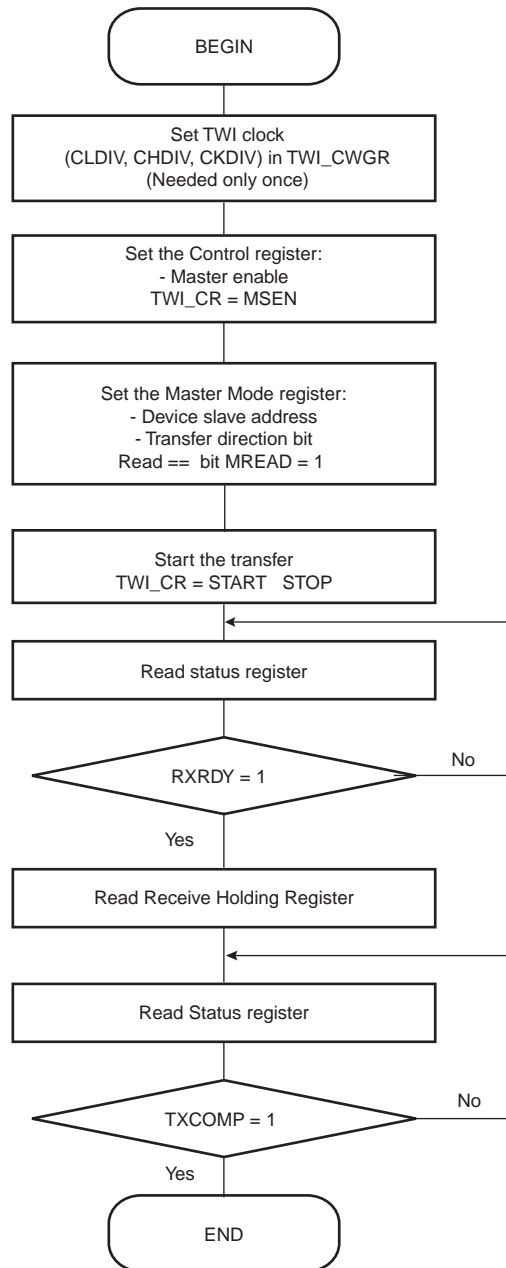 BEGIN
Set TWI clock
(CLDIV, CHDIV, CKDIV) in TWI_CWGR
(Needed only once)
Set the Control register:
- Master enable
TWI_CR = MSEN
Set the Master Mode register:
- Device slave address
- Transfer direction bit
Read == bit MREAD = 1
Start the transfer
TWI_CR = START STOP
Read status register
RXRDY = 1
No
Yes
Read Receive Holding Register
Read Status register
TXCOMP = 1
No
Yes
END